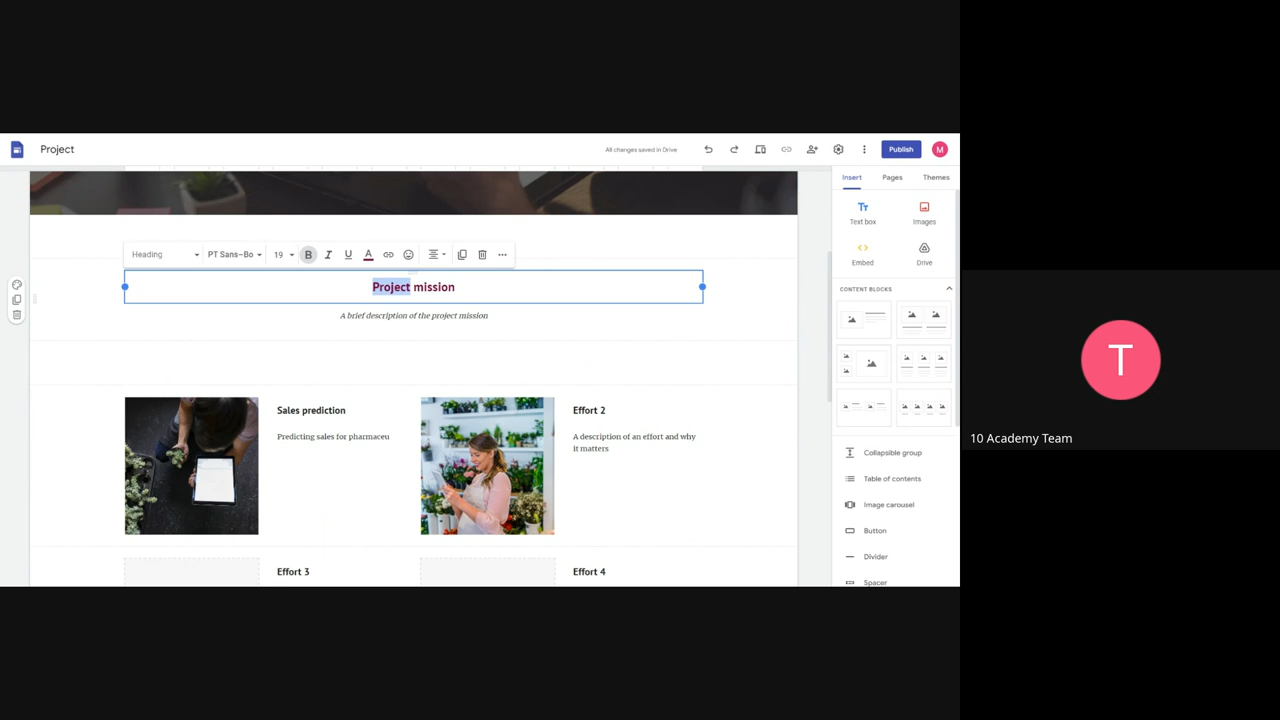 Project
All changes saved in Drive
Publish
M
Insert
Pages
Themes
Tr
Text box
Images
Embed
Drive
CONTENT BLOCKS
Heading
PT Sans–Bo
19
B
I
U
A
Project mission
A brief description of the project mission
Sales prediction
Predicting sales for pharmaceu
Effort 2
A description of an effort and why
it matters
Effort 3
Effort 4
Collapsible group
Table of contents
Image carousel
Button
Divider
Spacer
T
10 Academy Team